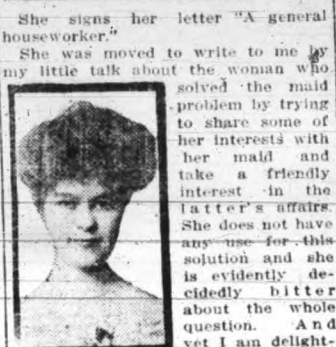 She signs her letter "A general
houseworker."
She was moved to write to me by
my little talk about the woman who
solved the maid
problem by trying
to share some of
her interests with
her maid and
take a friendly
interest in the
latter's affairs.
She does not have
any use for this
solution and she
is evidently de-
cidedly bitter
about the whole
question. And
yet I am delight-